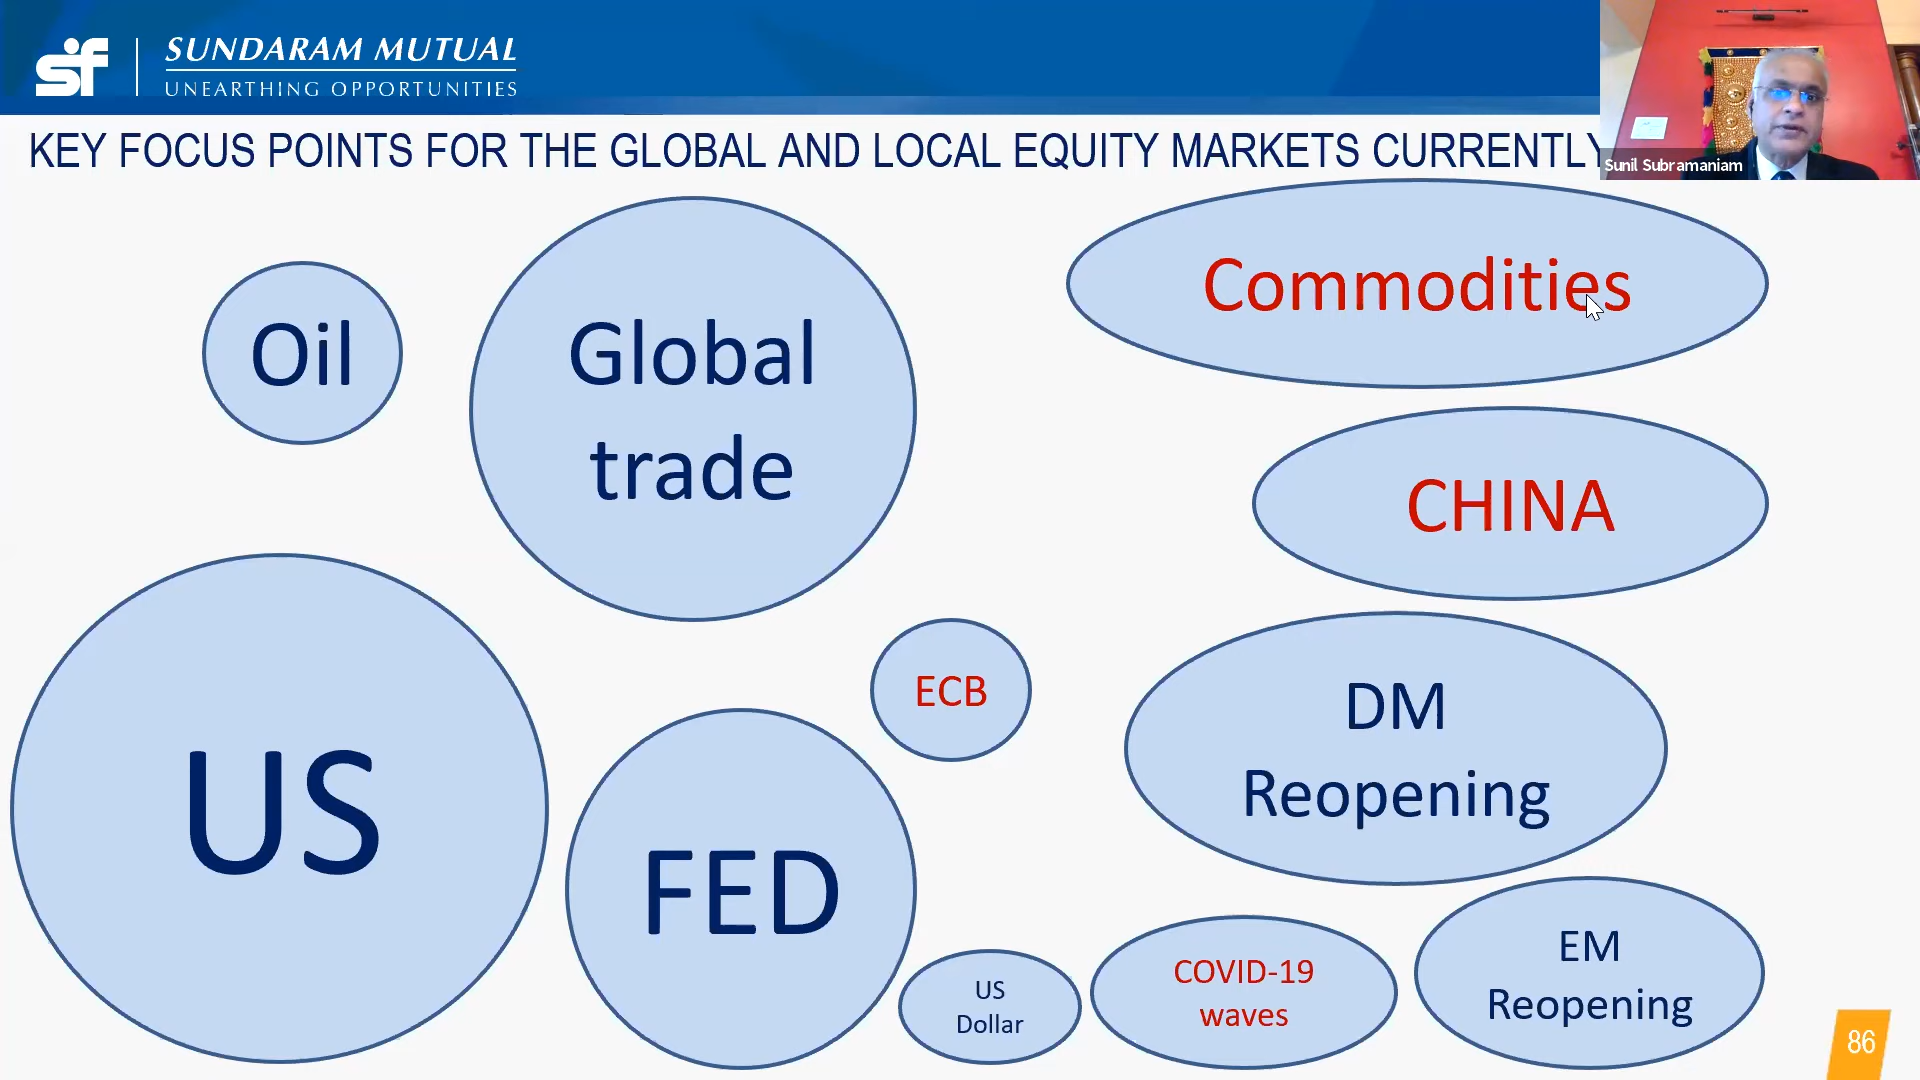 sf
SUNDARAM MUTUAL
UNEARTHING OPPORTUNITIES
KEY FOCUS POINTS FOR THE GLOBAL AND LOCAL EQUITY MARKETS CURRENTLY
Sunil Subramaniam
Oil
Global
trade
Commodities
CHINA
US
FED
ECB
DM
Reopening
US
Dollar
COVID-19
waves
EM
Reopening
86